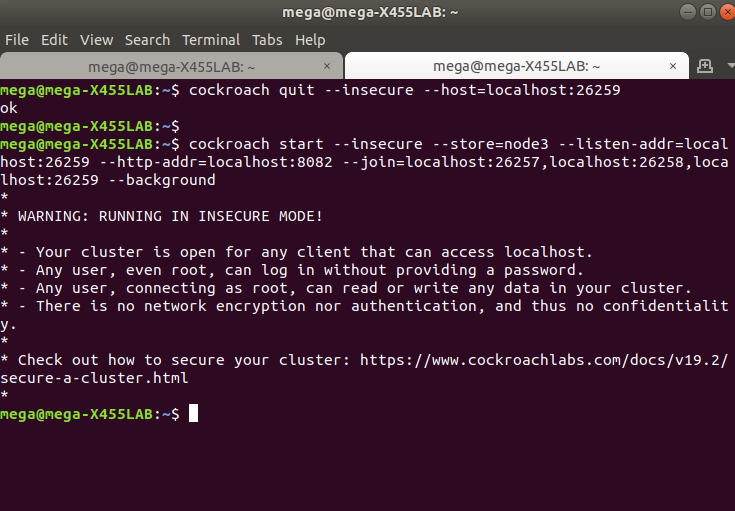 mega@mega-X455LAB: ~
File Edit View Search Terminal Tabs Help
mega@mega-X455LAB: ~ × mega@mega-X455LAB: ~ ×
mega@mega-X455LAB:~$ cockroach quit --insecure --host=localhost:26259
ok
mega@mega-X455LAB:~$
mega@mega-X455LAB:~$ cockroach start --insecure --store=node3 --listen-addr=local
host:26259 --http-addr=localhost:8082 --join=localhost:26257,localhost:26258,loca
lhost:26259 --background
*
* WARNING: RUNNING IN INSECURE MODE!
*
* - Your cluster is open for any client that can access localhost.
* - Any user, even root, can log in without providing a password.
* - Any user, connecting as root, can read or write any data in your cluster.
* - There is no network encryption nor authentication, and thus no confidentialit
y.
*
* Check out how to secure your cluster: https://www.cockroachlabs.com/docs/v19.2/
secure-a-cluster.html
*
mega@mega-X455LAB:~$